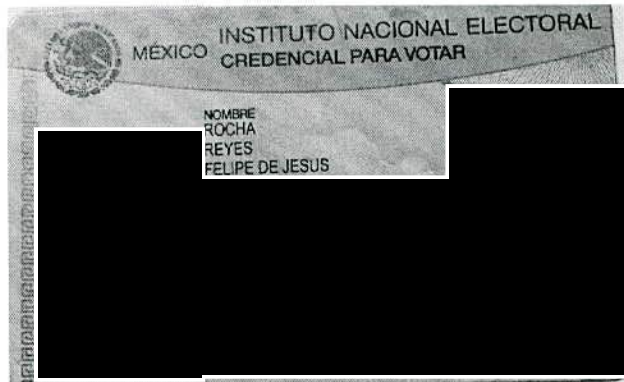 MÉXICO
INSTITUTO NACIONAL ELECTORAL
CREDENCIAL PARA VOTAR
NOMBRE
ROCHA
REYES
FELIPE DE JESUS